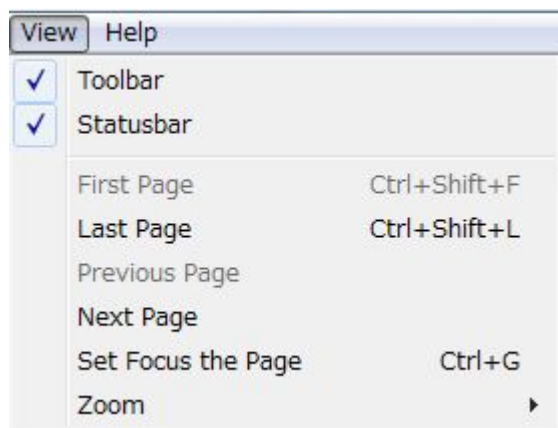 View Help
Toolbar
Statusbar
First Page Ctrl+Shift+F
Last Page Ctrl+Shift+L
Previous Page
Next Page
Set Focus the Page Ctrl+G
Zoom